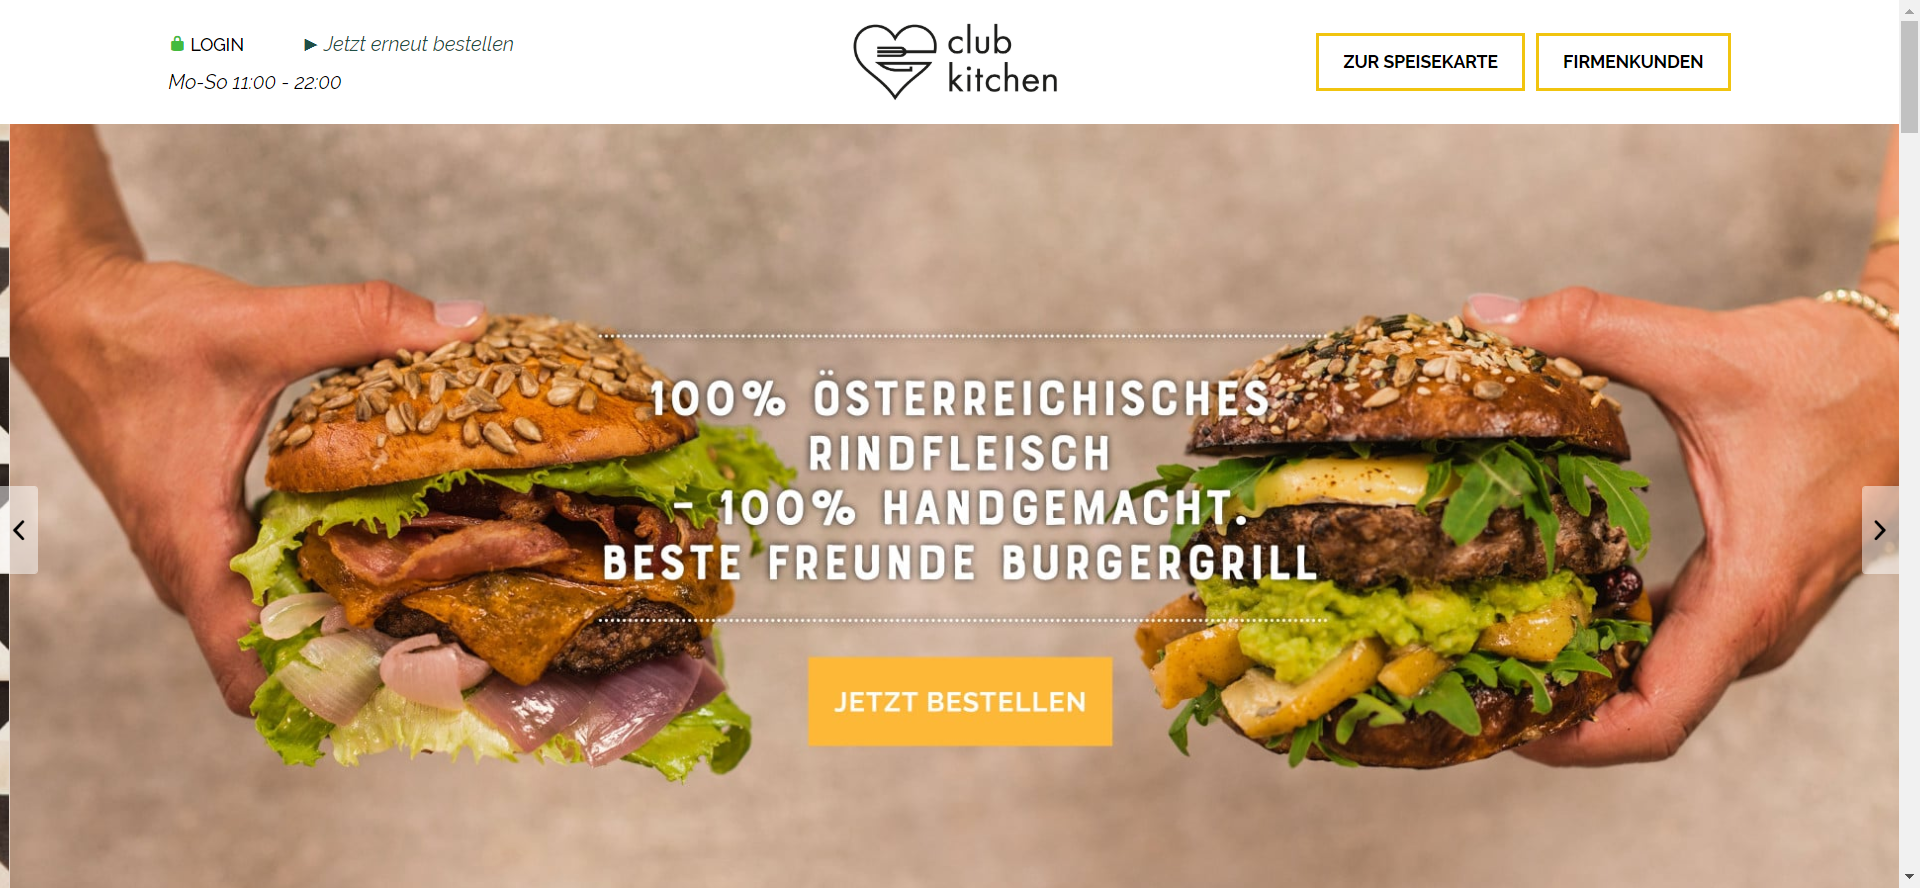 LOGIN
Jetzt erneut bestellen
Mo-So 11:00 - 22:00
club
kitchen
ZUR SPEISEKARTE
FIRMENKUNDEN
100% ÖSTERREICHISCHES
RINDFLEISCH
- 100% HANDGEMACHT.
BESTE FREUNDE BURGERGRILL
JETZT BESTELLEN